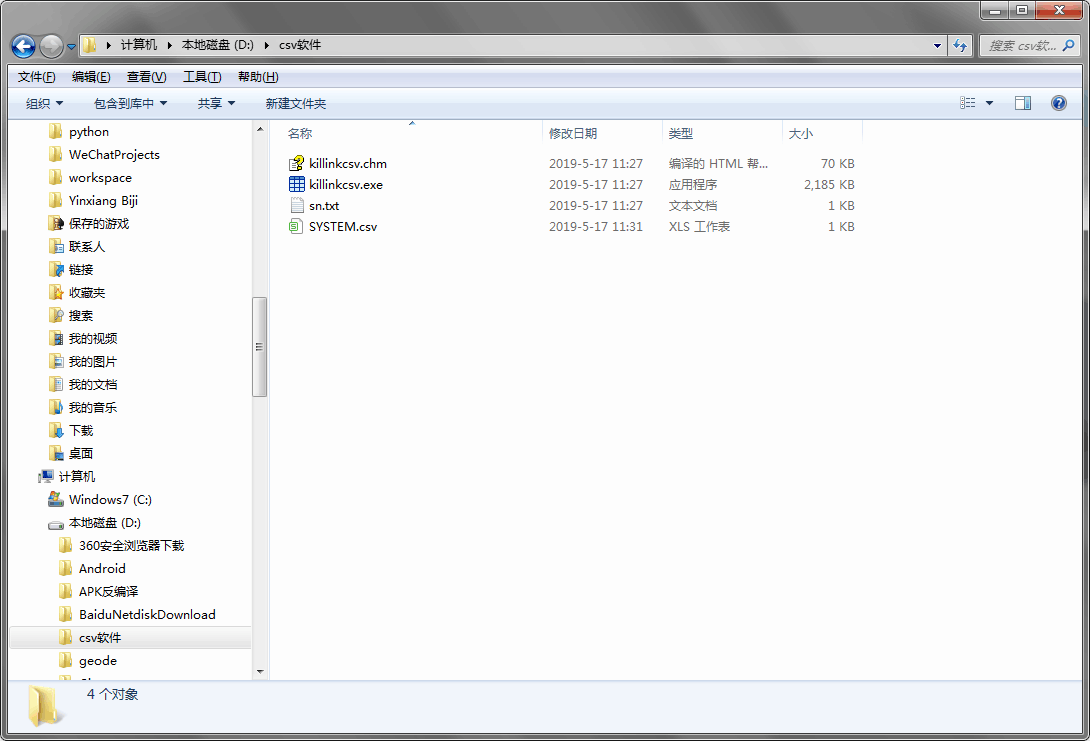 计算机 本地磁盘 (D:) csv软件
搜索 csv软...
文件(F) 编辑(E) 查看(V) 工具(T) 帮助(H)
组织 包含到库中 共享 新建文件夹
名称 修改日期 类型 大小
killinkcsv.chm 2019-5-17 11:27 编译的 HTML 帮... 70 KB
killinkcsv.exe 2019-5-17 11:27 应用程序 2,185 KB
sn.txt 2019-5-17 11:27 文本文档 1 KB
SYSTEM.csv 2019-5-17 11:31 XLS 工作表 1 KB
python
WeChatProjects
workspace
Yinxiang Biji
保存的游戏
联系人
链接
收藏夹
搜索
我的视频
我的图片
我的文档
我的音乐
下载
桌面
计算机
Windows7 (C:)
本地磁盘 (D:)
360安全浏览器下载
Android
APK反编译
BaiduNetdiskDownload
csv软件
geode
4 个对象